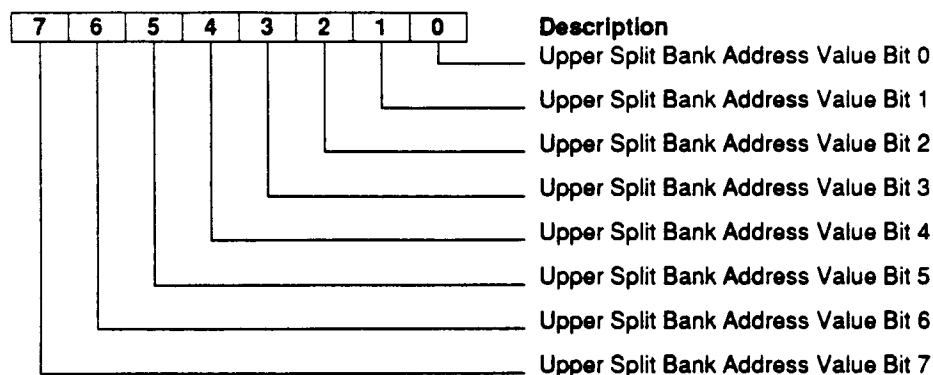 7 6 5 4 3 2 1 0 Description
Upper Split Bank Address Value Bit 0
Upper Split Bank Address Value Bit 1
Upper Split Bank Address Value Bit 2
Upper Split Bank Address Value Bit 3
Upper Split Bank Address Value Bit 4
Upper Split Bank Address Value Bit 5
Upper Split Bank Address Value Bit 6
Upper Split Bank Address Value Bit 7